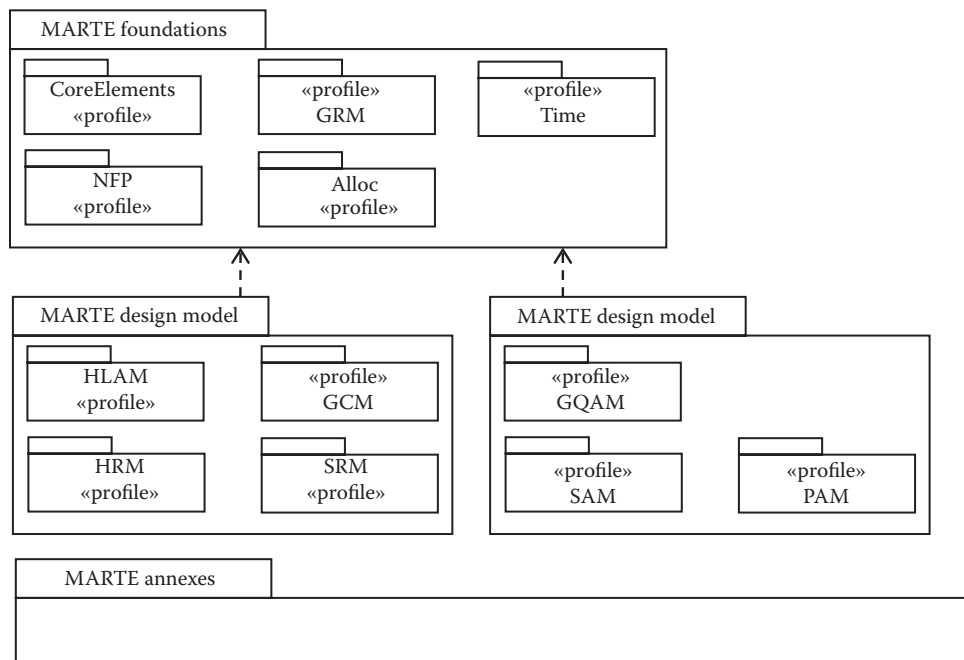 MARTE foundations
CoreElements
«profile»
«profile»
GRM
«profile»
Time
NFP
«profile»
Alloc
«profile»
MARTE design model
HLAM
«profile»
«profile»
GCM
HRM
«profile»
SRM
«profile»
MARTE design model
«profile»
GQAM
«profile»
SAM
«profile»
PAM
MARTE annexes